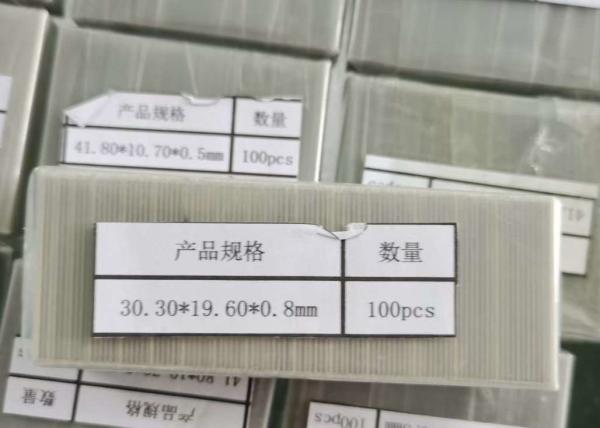 产品规格 数量
41.80*10.70*0.5mm 100pcs
产品规格 数量
30.30*19.60*0.8mm 100pcs
数量 产品规格
100pcs